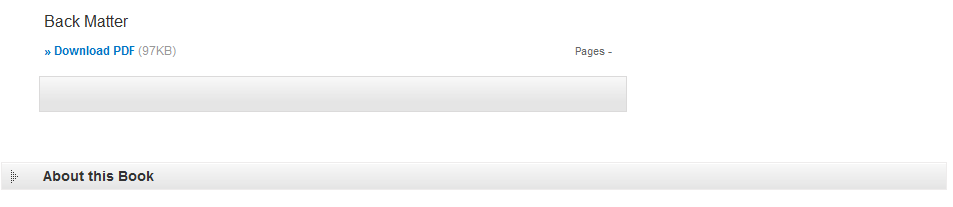 Back Matter
» Download PDF (97KB) Pages -
About this Book